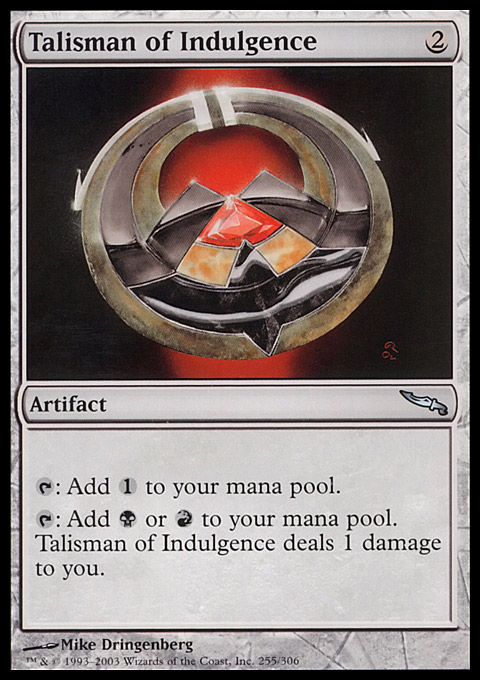 Talisman of Indulgence 2
Artifact
: Add 1 to your mana pool.
: Add or to your mana pool.
Talisman of Indulgence deals 1 damage
to you.
Mike Dringenberg
™ & © 1993–2003 Wizards of the Coast, Inc. 255/306